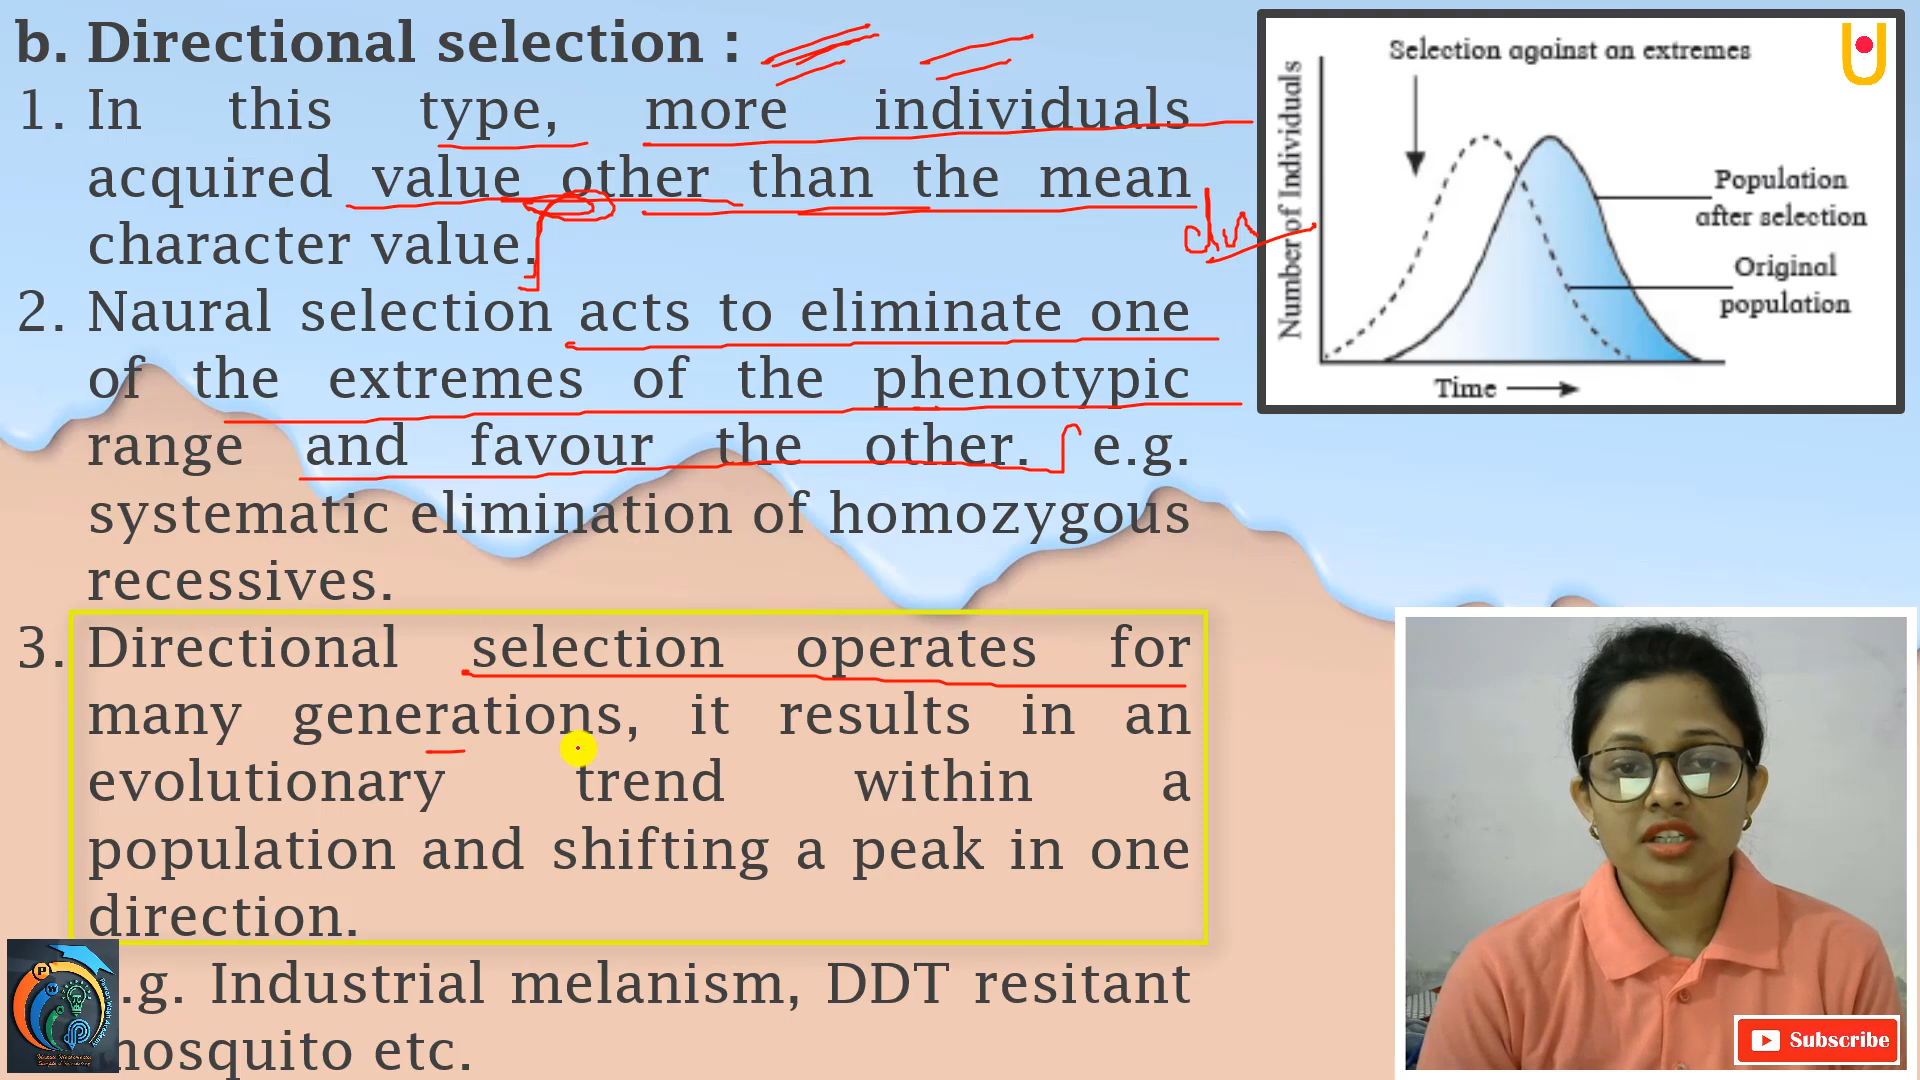 b. Directional selection :
1. In this type, more individuals
acquired value other than the mean
character value.
2. Naural selection acts to eliminate one
of the extremes of the phenotypic
range and favour the other. e.g.
systematic elimination of homozygous
recessives.
3. Directional selection operates for
many generations, it results in an
evolutionary trend within a
population and shifting a peak in one
direction.
.g. Industrial melanism, DDT resitant
mosquito etc.
Selection against an extremes
Number of Individuals
Population
after selection
Original
population
Time
Subscribe